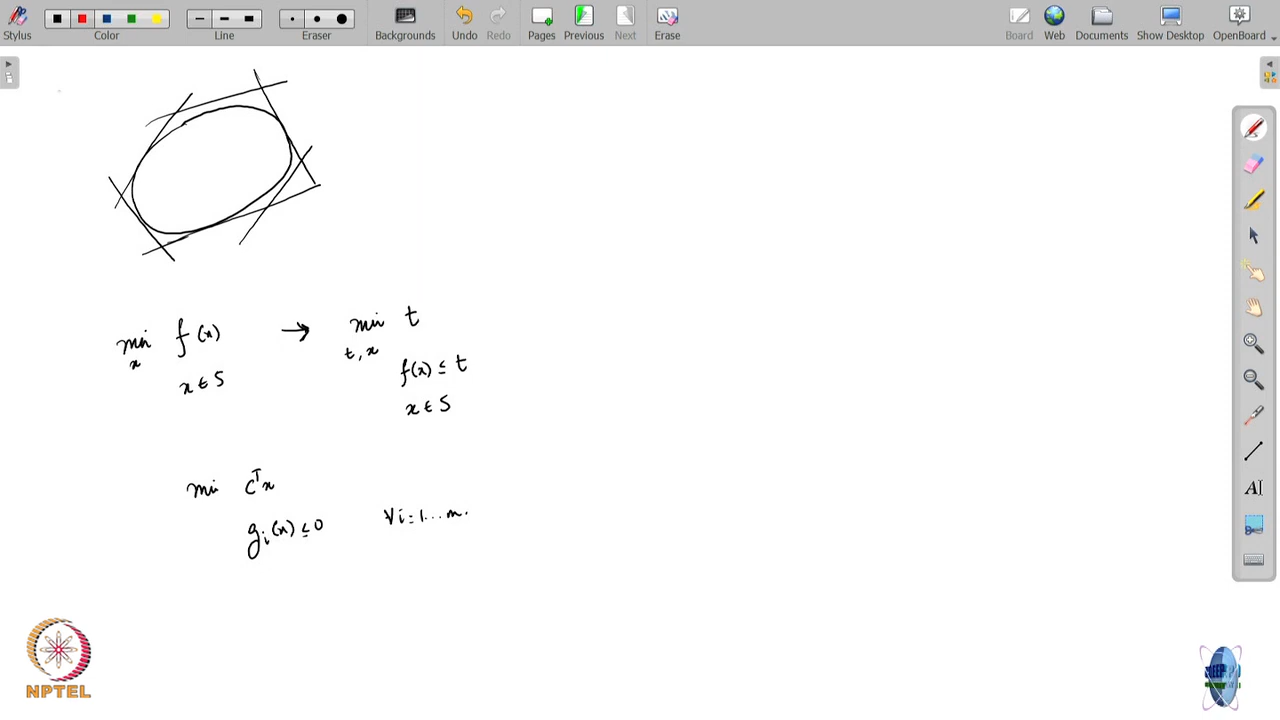 Stylus Color Line Eraser Backgrounds Undo Redo Pages Previous Next Erase Board Web Documents Show Desktop OpenBoard
min f(x) → min t
x t, x
x ∈ S f(x) ≤ t
x ∈ S
min cᵀx
gᵢ(x) ≤ 0 ∀ i = 1...m.
NPTEL